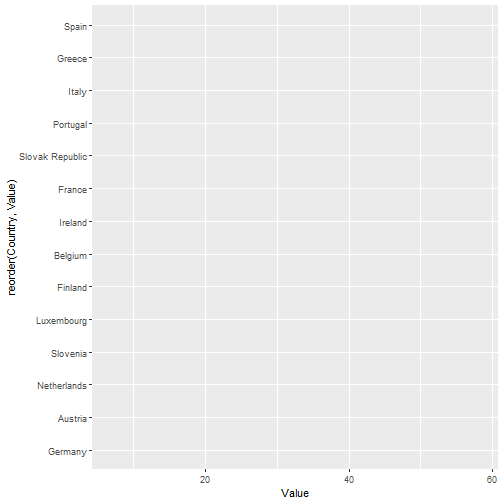 Spain
Greece
Italy
Portugal
Slovak Republic
France
Ireland
Belgium
Finland
Luxembourg
Slovenia
Netherlands
Austria
Germany
reorder(Country, Value)
20 40 60
Value